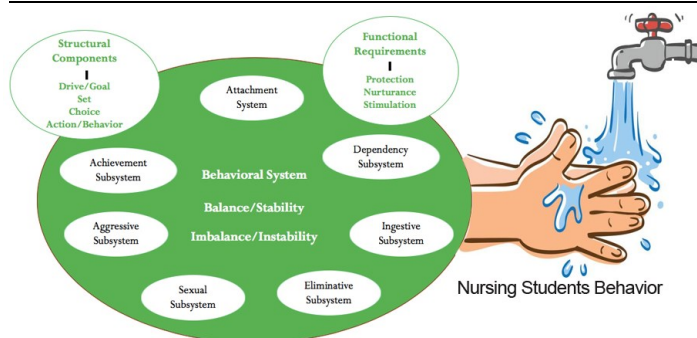 Structural
Components
Drive/Goal
Set
Choice
Action/Behavior
Functional
Requirements
Protection
Nurturance
Stimulation
Attachment
System
Achievement
Subsystem
Dependency
Subsystem
Behavioral System
Balance/Stability
Imbalance/Instability
Aggressive
Subsystem
Ingestive
Subsystem
Sexual
Subsystem
Eliminative
Subsystem
Nursing Students Behavior